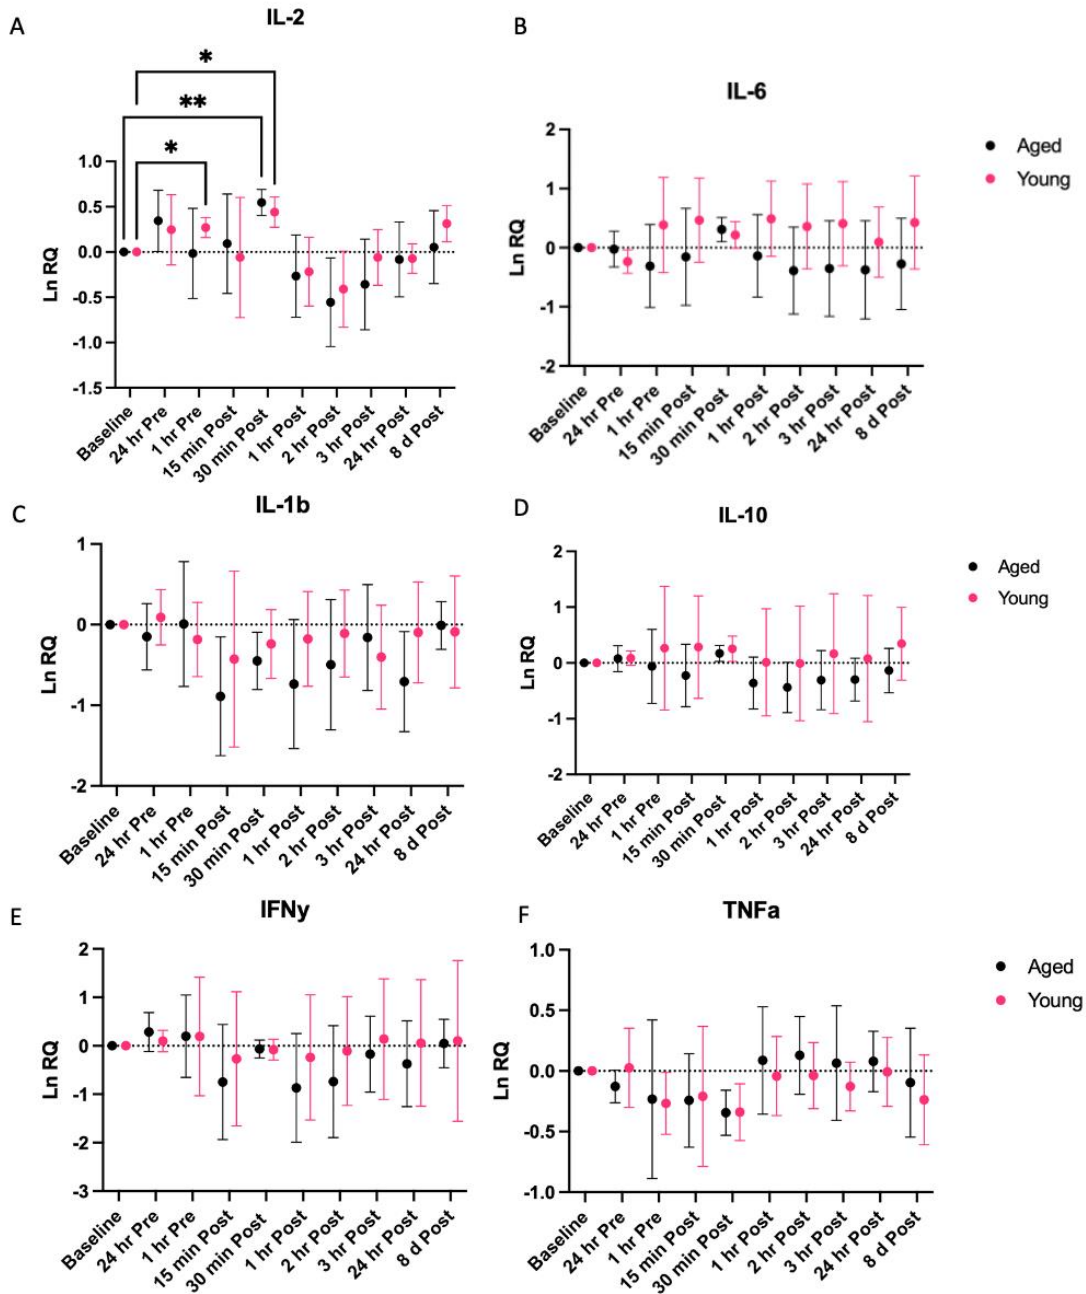 A
IL-2
*
**
*
Ln RQ
1.0
0.5
0.0
-0.5
-1.0
-1.5
Baseline
24 hr Pre
1 hr Pre
15 min Post
30 min Post
1 hr Post
2 hr Post
3 hr Post
24 hr Post
8 d Post
B
IL-6
Aged
Young
Ln RQ
2
1
0
-1
-2
Baseline
24 hr Pre
1 hr Pre
15 min Post
30 min Post
1 hr Post
2 hr Post
3 hr Post
24 hr Post
8 d Post
C
IL-1b
Ln RQ
1
0
-1
-2
Baseline
24 hr Pre
1 hr Pre
15 min Post
30 min Post
1 hr Post
2 hr Post
3 hr Post
24 hr Post
8 d Post
D
IL-10
Aged
Young
Ln RQ
2
1
0
-1
-2
Baseline
24 hr Pre
1 hr Pre
15 min Post
30 min Post
1 hr Post
2 hr Post
3 hr Post
24 hr Post
8 d Post
E
IFNy
Ln RQ
2
1
0
-1
-2
-3
Baseline
24 hr Pre
1 hr Pre
15 min Post
30 min Post
1 hr Post
2 hr Post
3 hr Post
24 hr Post
8 d Post
F
TNFa
Aged
Young
Ln RQ
1.0
0.5
0.0
-0.5
-1.0
Baseline
24 hr Pre
1 hr Pre
15 min Post
30 min Post
1 hr Post
2 hr Post
3 hr Post
24 hr Post
8 d Post